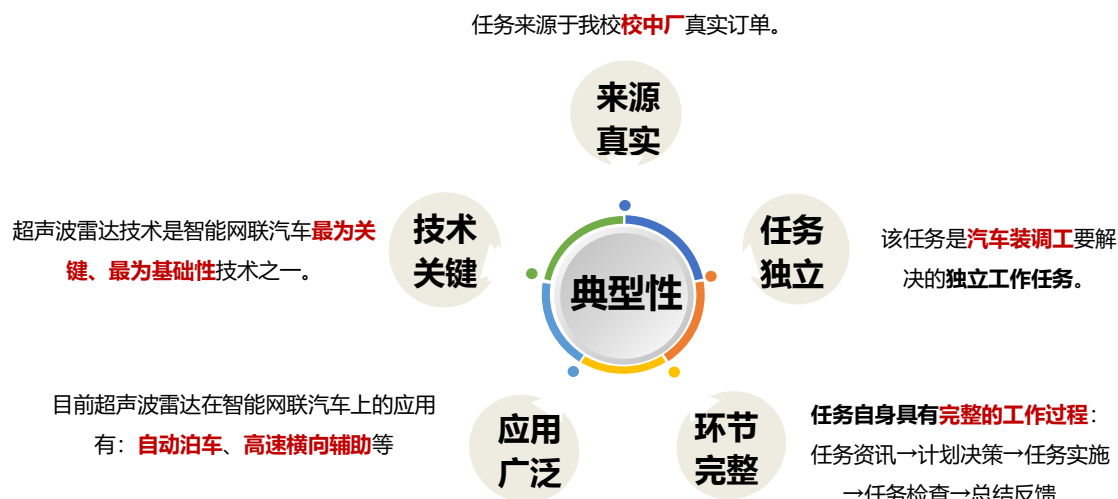 任务来源于我校校中厂真实订单。
来源
真实
超声波雷达技术是智能网联汽车最为关
键、最为基础性技术之一。
技术
关键
典型性
任务
独立
该任务是汽车装调工要解
决的独立工作任务。
目前超声波雷达在智能网联汽车上的应用
有：自动泊车、高速横向辅助等
应用
广泛
环节
完整
任务自身具有完整的工作过程：
任务资讯→计划决策→任务实施
→任务检查→总结反馈